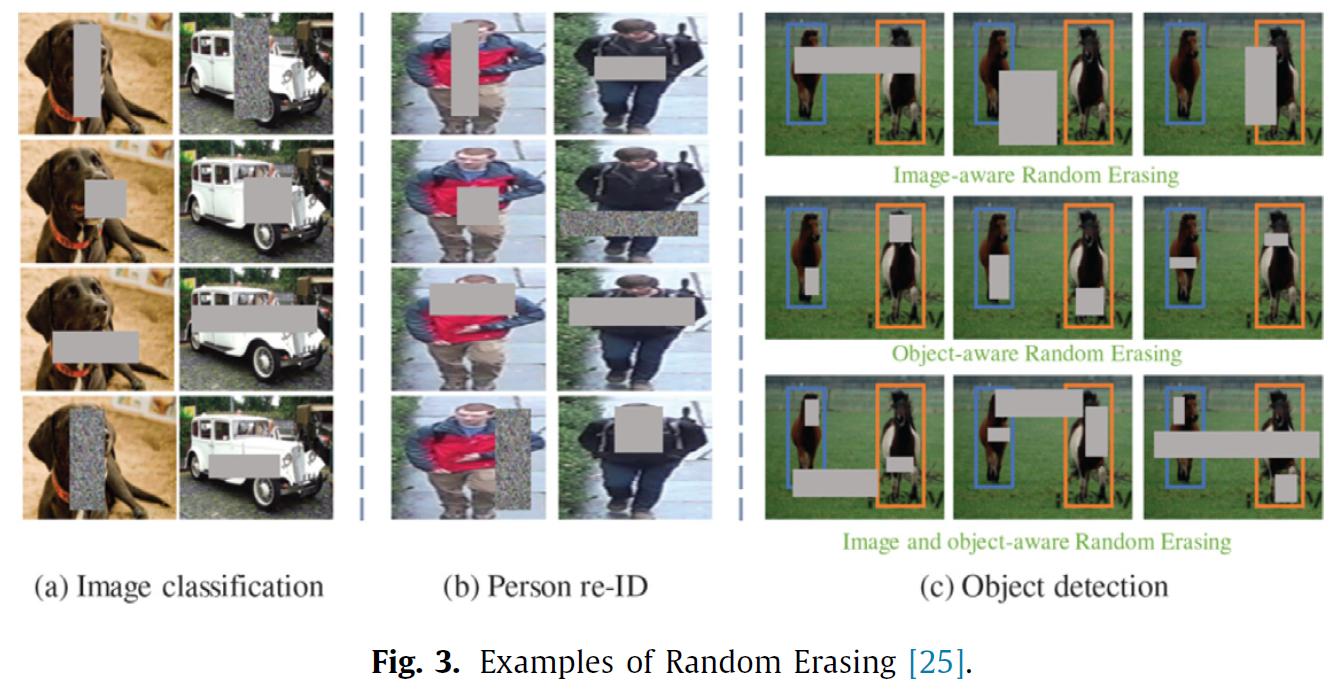 Image-aware Random Erasing
Object-aware Random Erasing
Image and object-aware Random Erasing
(a) Image classification
(b) Person re-ID
(c) Object detection
Fig. 3. Examples of Random Erasing [25].